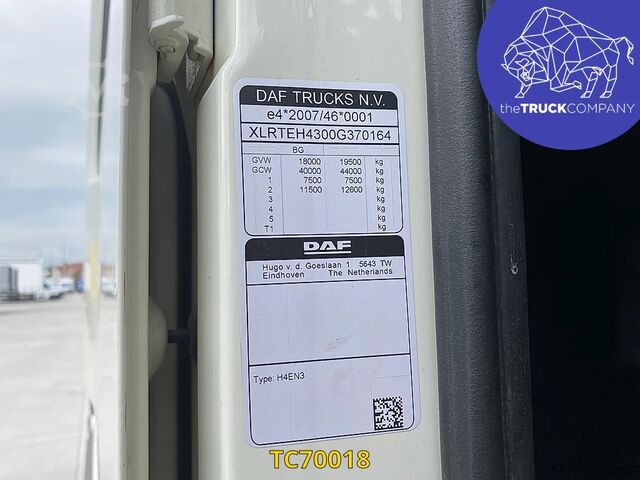 DAF TRUCKS N.V.
e4*2007/46*0001
XLRTEH4300G370164
BG
GVW 18000 19500 kg
GCW 40000 44000 kg
1 7500 7500 kg
2 11500 12600 kg
3 kg
4 kg
5 kg
T1 kg
DAF
Hugo v. d. Goeslaan 1 5643 TW
Eindhoven The Netherlands
Type: H4EN3
theTRUCKCOMPANY
TC70018